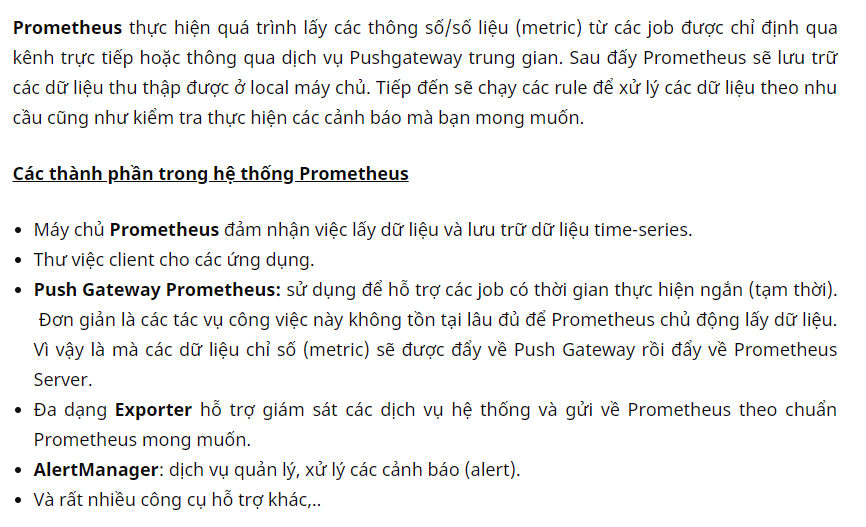 Prometheus thực hiện quá trình lấy các thông số/số liệu (metric) từ các job được chỉ định qua
kênh trực tiếp hoặc thông qua dịch vụ Pushgateway trung gian. Sau đấy Prometheus sẽ lưu trữ
các dữ liệu thu thập được ở local máy chủ. Tiếp đến sẽ chạy các rule để xử lý các dữ liệu theo nhu
cầu cũng như kiểm tra thực hiện các cảnh báo mà bạn mong muốn.
Các thành phần trong hệ thống Prometheus
• Máy chủ Prometheus đảm nhận việc lấy dữ liệu và lưu trữ dữ liệu time-series.
• Thư việc client cho các ứng dụng.
• Push Gateway Prometheus: sử dụng để hỗ trợ các job có thời gian thực hiện ngắn (tạm thời).
Đơn giản là các tác vụ công việc này không tồn tại lâu đủ để Prometheus chủ động lấy dữ liệu.
Vì vậy là mà các dữ liệu chỉ số (metric) sẽ được đẩy về Push Gateway rồi đẩy về Prometheus
Server.
• Đa dạng Exporter hỗ trợ giám sát các dịch vụ hệ thống và gửi về Prometheus theo chuẩn
Prometheus mong muốn.
• AlertManager: dịch vụ quản lý, xử lý các cảnh báo (alert).
• Và rất nhiều công cụ hỗ trợ khác,..